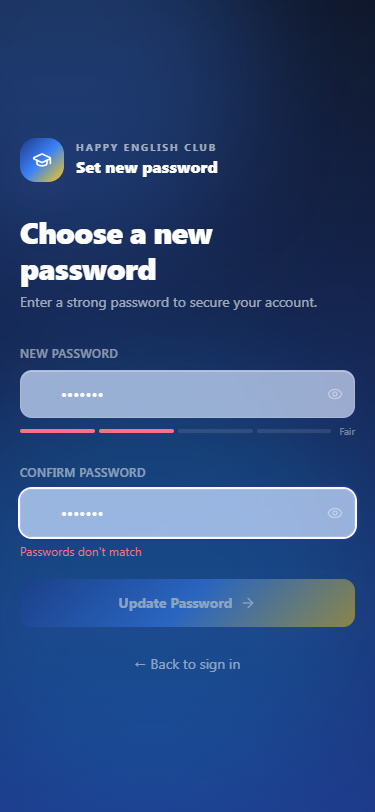 HAPPY ENGLISH CLUB
Set new password
Choose a new
password
Enter a strong password to secure your account.
NEW PASSWORD
•••••••
Fair
CONFIRM PASSWORD
•••••••
Passwords don't match
Update Password →
← Back to sign in